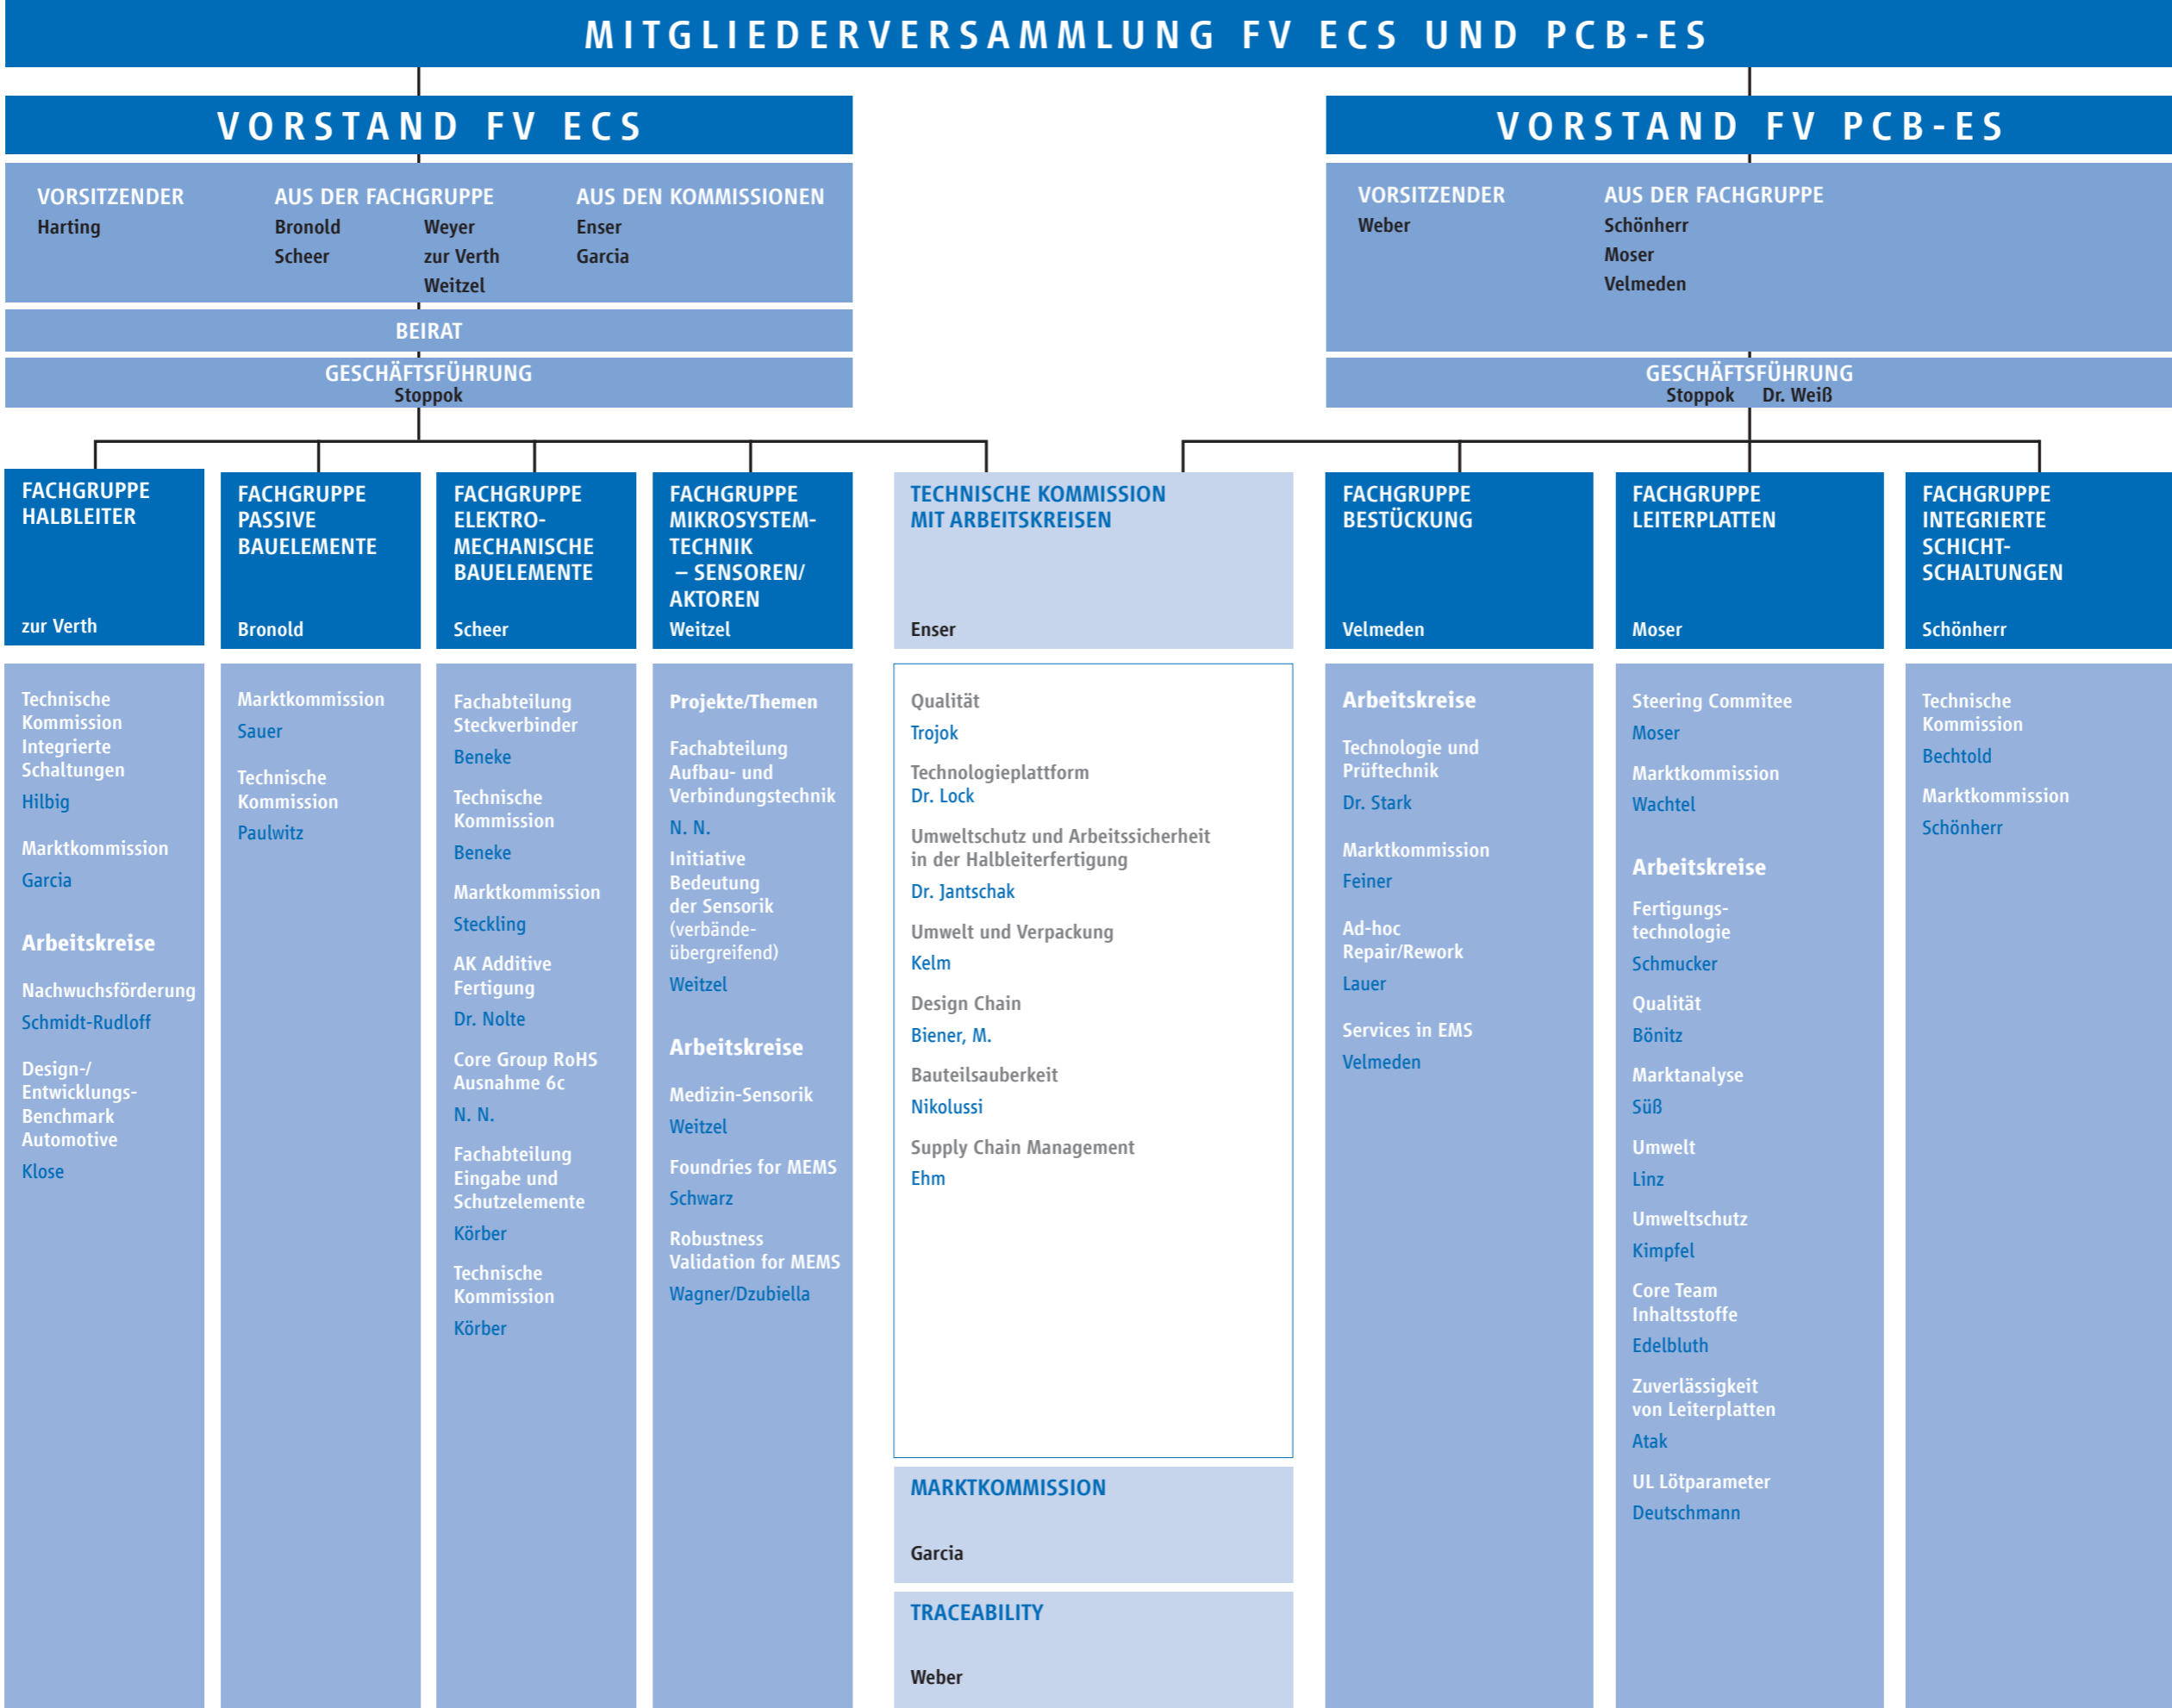 MITGLIEDERVERSAMMLUNG FV ECS UND PCB-ES
VORSTAND FV ECS
VORSITZENDER
Harting
AUS DER FACHGRUPPE
Bronold
Scheer
Weyer
zur Verth
Weitzel
AUS DEN KOMMISSIONEN
Enser
Garcia
BEIRAT
GESCHÄFTSFÜHRUNG
Stoppok
VORSTAND FV PCB-ES
VORSITZENDER
Weber
AUS DER FACHGRUPPE
Schönherr
Moser
Velmeden
GESCHÄFTSFÜHRUNG
Stoppok Dr. Weiß
FACHGRUPPE
HALBLEITER
zur Verth
Technische
Kommission
Integrierte
Schaltungen
Hilbig
Marktkommission
Garcia
Arbeitskreise
Nachwuchsförderung
Schmidt-Rudloff
Design-/
Entwicklungs-
Benchmark
Automotive
Klose
FACHGRUPPE
PASSIVE
BAUELEMENTE
Bronold
Marktkommission
Sauer
Technische
Kommission
Paulwitz
FACHGRUPPE
ELEKTRO-
MECHANISCHE
BAUELEMENTE
Scheer
Fachabteilung
Steckverbinder
Beneke
Technische
Kommission
Beneke
Marktkommission
Steckling
AK Additive
Fertigung
Dr. Nolte
Core Group RoHS
Ausnahme 6c
N. N.
Fachabteilung
Eingabe und
Schutzelemente
Körber
Technische
Kommission
Körber
FACHGRUPPE
MIKROSYSTEM-
TECHNIK
– SENSOREN/
AKTOREN
Weitzel
Projekte/Themen
Fachabteilung
Aufbau- und
Verbindungstechnik
N. N.
Initiative
Bedeutung
der Sensorik
(verbände-
übergreifend)
Weitzel
Arbeitskreise
Medizin-Sensorik
Weitzel
Foundries for MEMS
Schwarz
Robustness
Validation for MEMS
Wagner/Dzubiella
TECHNISCHE KOMMISSION
MIT ARBEITSKREISEN
Enser
Qualität
Trojok
Technologieplattform
Dr. Lock
Umweltschutz und Arbeitssicherheit
in der Halbleiterfertigung
Dr. Jantschak
Umwelt und Verpackung
Kelm
Design Chain
Biener, M.
Bauteilsauberkeit
Nikolussi
Supply Chain Management
Ehm
MARKTKOMMISSION
Garcia
TRACEABILITY
Weber
FACHGRUPPE
BESTÜCKUNG
Velmeden
Arbeitskreise
Technologie und
Prüftechnik
Dr. Stark
Marktkommission
Feiner
Ad-hoc
Repair/Rework
Lauer
Services in EMS
Velmeden
FACHGRUPPE
LEITERPLATTEN
Moser
Steering Commitee
Moser
Marktkommission
Wachtel
Arbeitskreise
Fertigungs-
technologie
Schmucker
Qualität
Bönitz
Marktanalyse
Süß
Umwelt
Linz
Umweltschutz
Kimpfel
Core Team
Inhaltsstoffe
Edelbluth
Zuverlässigkeit
von Leiterplatten
Atak
UL Lötparameter
Deutschmann
FACHGRUPPE
INTEGRIERTE
SCHICHT-
SCHALTUNGEN
Schönherr
Technische
Kommission
Bechtold
Marktkommission
Schönherr